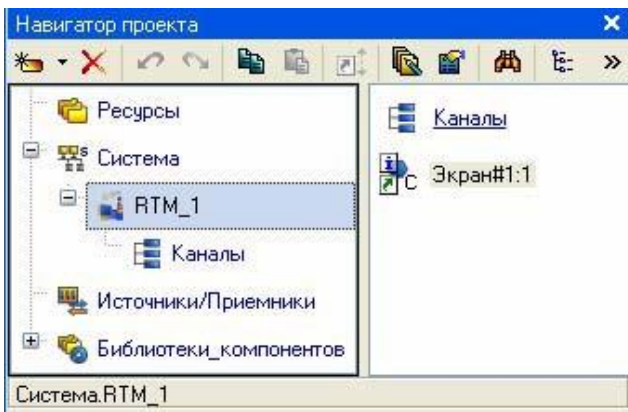 Навигатор проекта
Ресурсы
Система
RTM_1
Каналы
Источники/Приемники
Библиотеки_компонентов
Каналы
Экран#1:1
Система.RTM_1